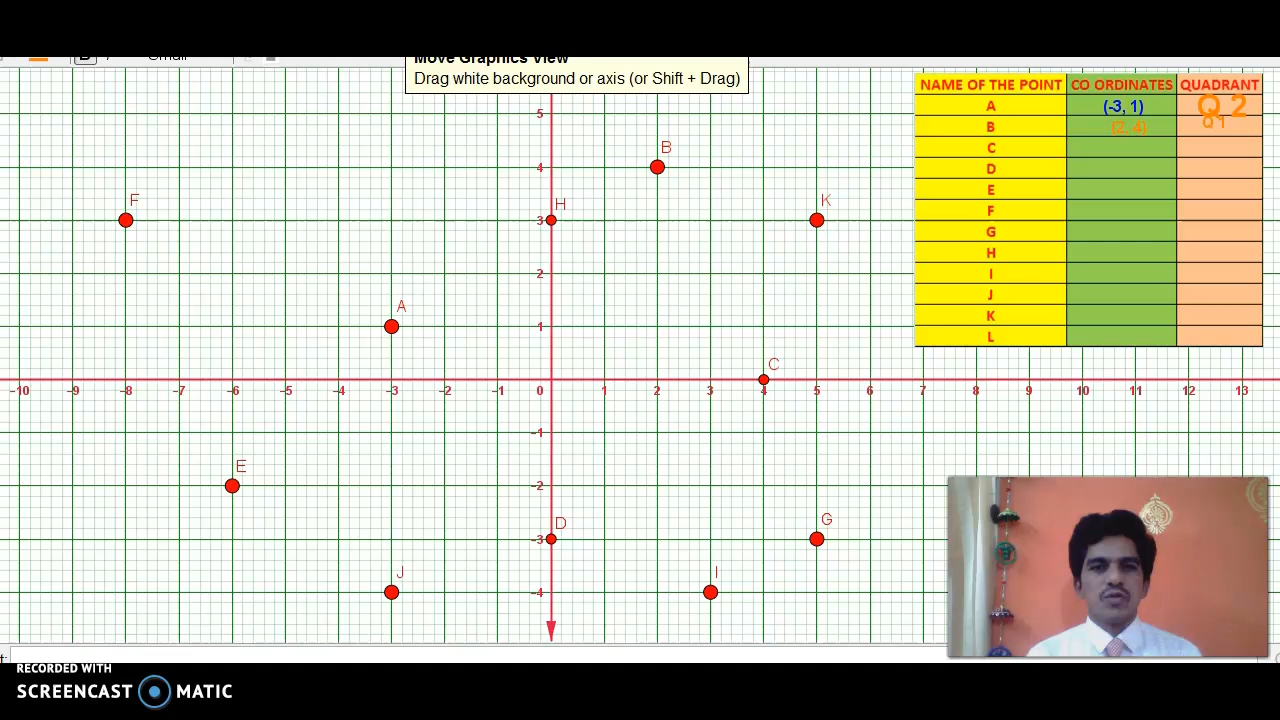 Small
Move Graphics View
Drag white background or axis (or Shift + Drag)
NAME OF THE POINT CO ORDINATES QUADRANT
A (-3, 1) Q 2
B (2, 4) Q 1
C
D
E
F
G
H
I
J
K
L
5
B
4
F
H
K
3
2
A
1
C
-10 -9 -8 -7 -6 -5 -4 -3 -2 -1 0 1 2 3 4 5 6 7 8 9 10 11 12 13
-1
E
-2
D
G
-3
J
I
-4
RECORDED WITH
SCREENCAST MATIC